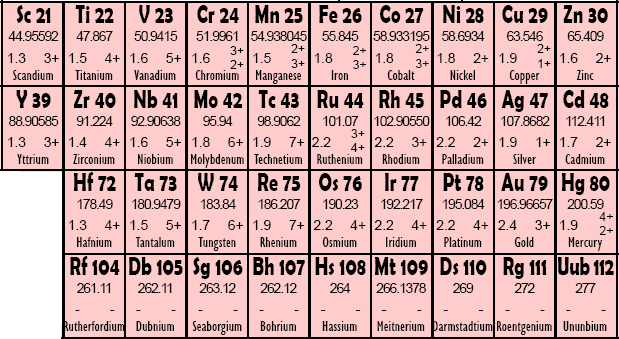 Sc 21 Ti 22 V 23 Cr 24 Mn 25 Fe 26 Co 27 Ni 28 Cu 29 Zn 30
44.95592 47.867 50.9415 51.9961 54.938045 55.845 58.933195 58.6934 63.546 65.409
1.3 3+ 1.5 4+ 1.6 5+ 1.6 3+ 2+ 1.5 2+ 3+ 1.8 2+ 3+ 1.8 2+ 3+ 1.8 2+ 1.9 2+ 1+ 1.6 2+
Scandium Titanium Vanadium Chromium Manganese Iron Cobalt Nickel Copper Zinc
Y 39 Zr 40 Nb 41 Mo 42 Tc 43 Ru 44 Rh 45 Pd 46 Ag 47 Cd 48
88.90585 91.224 92.90638 95.94 98.9062 101.07 102.90550 106.42 107.8682 112.411
1.3 3+ 1.4 4+ 1.6 5+ 1.8 6+ 1.9 7+ 2.2 3+ 4+ 2.2 3+ 2.2 2+ 1.9 1+ 1.7 2+
Yttrium Zirconium Niobium Molybdenum Technetium Ruthenium Rhodium Palladium Silver Cadmium
Hf 72 Ta 73 W 74 Re 75 Os 76 Ir 77 Pt 78 Au 79 Hg 80
178.49 180.9479 183.84 186.207 190.23 192.217 195.084 196.96657 200.59
1.3 4+ 1.5 5+ 1.7 6+ 1.9 7+ 2.2 4+ 2.2 4+ 2.2 4+ 2.4 3+ 1.9 4+ 2+
Hafnium Tantalum Tungsten Rhenium Osmium Iridium Platinum Gold Mercury
Rf 104 Db 105 Sg 106 Bh 107 Hs 108 Mt 109 Ds 110 Rg 111 Uub 112
261.11 262.11 263.12 262.12 264 266.1378 269 272 277
- - - - - - - - - - - - - - - - - -
Rutherfordium Dubnium Seaborgium Bohrium Hassium Meitnerium Darmstadtium Roentgenium Ununbium